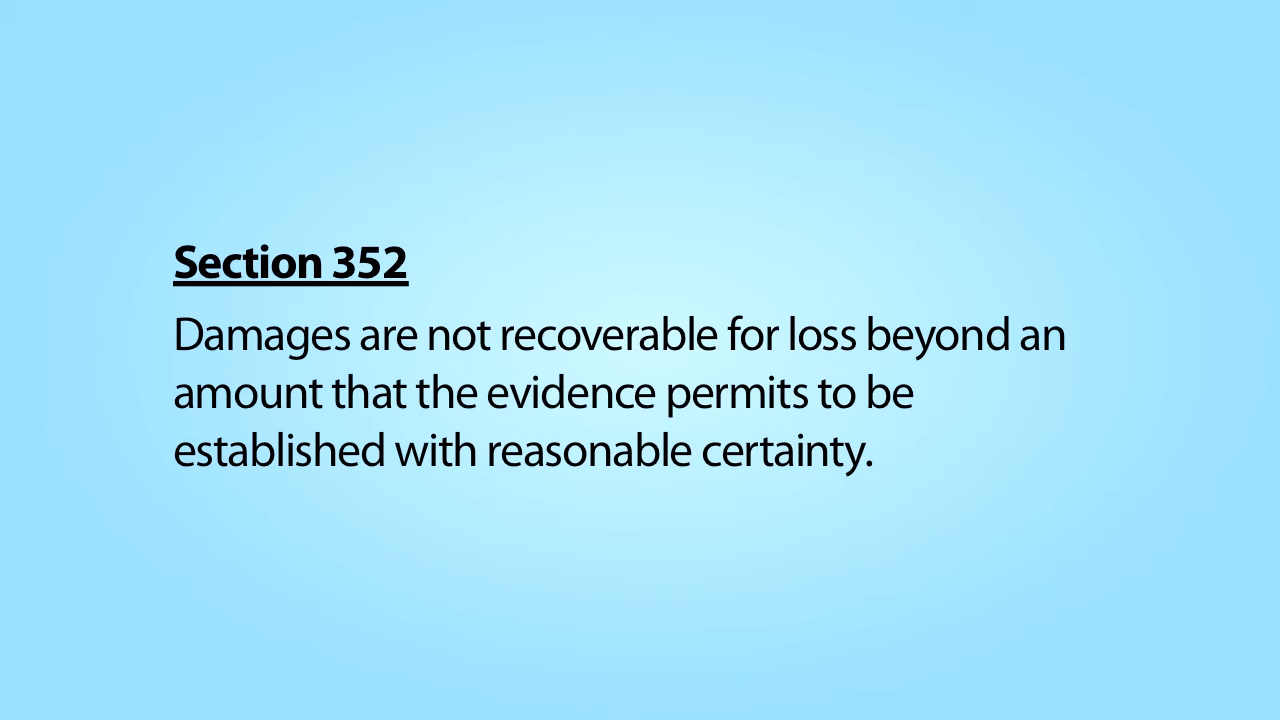 Section 352
Damages are not recoverable for loss beyond an
amount that the evidence permits to be
established with reasonable certainty.